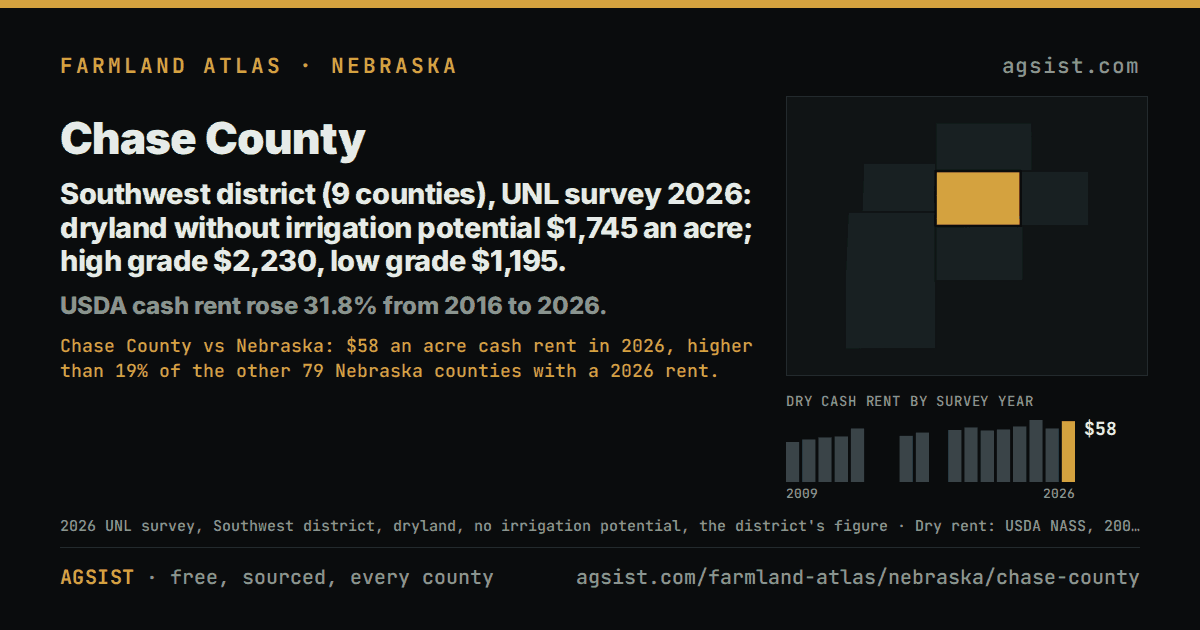 FARMLAND ATLAS · NEBRASKA
agsist.com
Chase County
Southwest district (9 counties), UNL survey 2026:
dryland without irrigation potential $1,745 an acre;
high grade $2,230, low grade $1,195.
USDA cash rent rose 31.8% from 2016 to 2026.
Chase County vs Nebraska: $58 an acre cash rent in 2026, higher
than 19% of the other 79 Nebraska counties with a 2026 rent.
DRY CASH RENT BY SURVEY YEAR
$58
2009
2026
2026 UNL survey, Southwest district, dryland, no irrigation potential, the district's figure · Dry rent: USDA NASS, 200…
AGSIST · free, sourced, every county
agsist.com/farmland-atlas/nebraska/chase-county